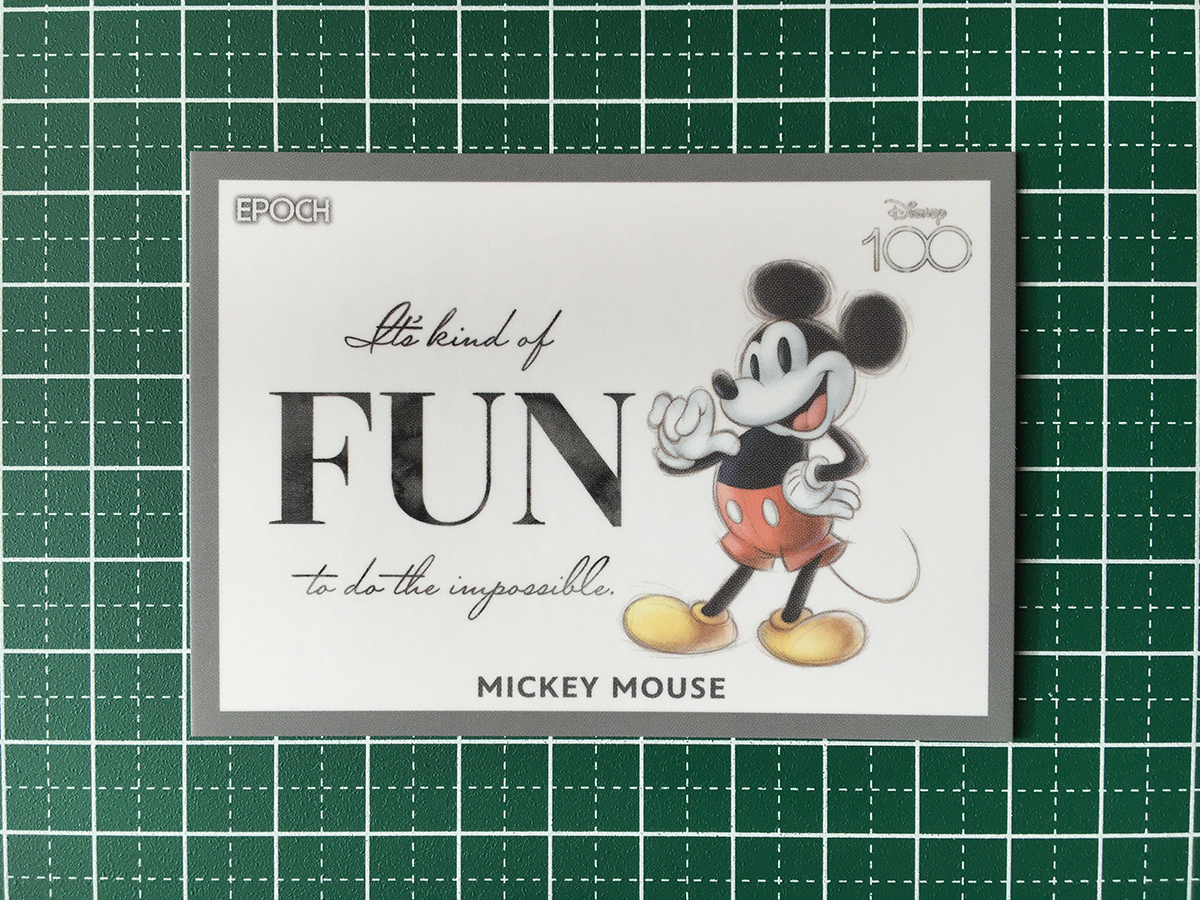 EPOCH
Disney
100
It's kind of
FUN
to do the impossible.
MICKEY MOUSE